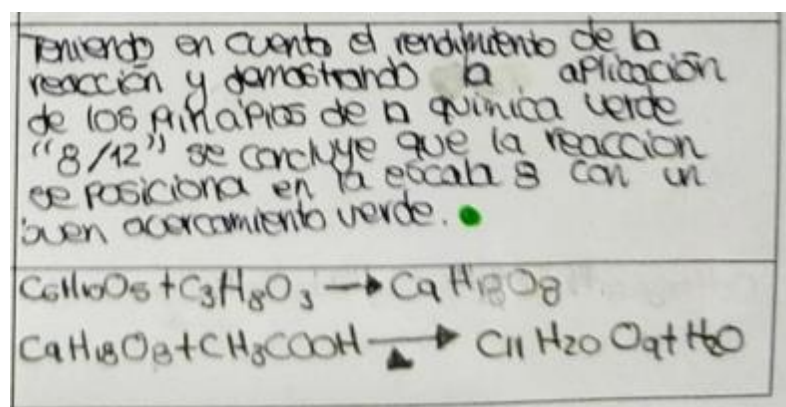 Teniendo en cuenta el rendimiento de la
reacción y demostrando la aplicación
de los principios de la química verde
"8/12" se concluye que la reaccion
se posiciona en la escala 8 con un
buen acercamiento verde.
C6H10O5 + C3H8O3 → C9H18O8
C9H18O8 + CH3COOH → C11H20O9 + H2O
▲